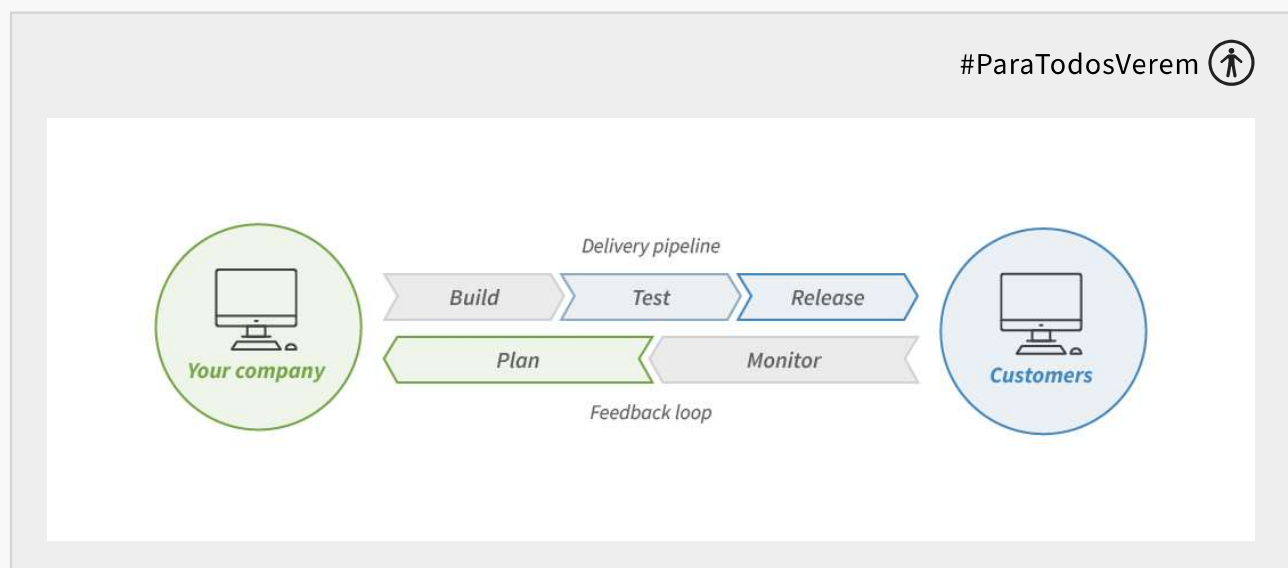 #ParaTodosVerem
Delivery pipeline
Build Test Release
Your company
Plan Monitor
Customers
Feedback loop